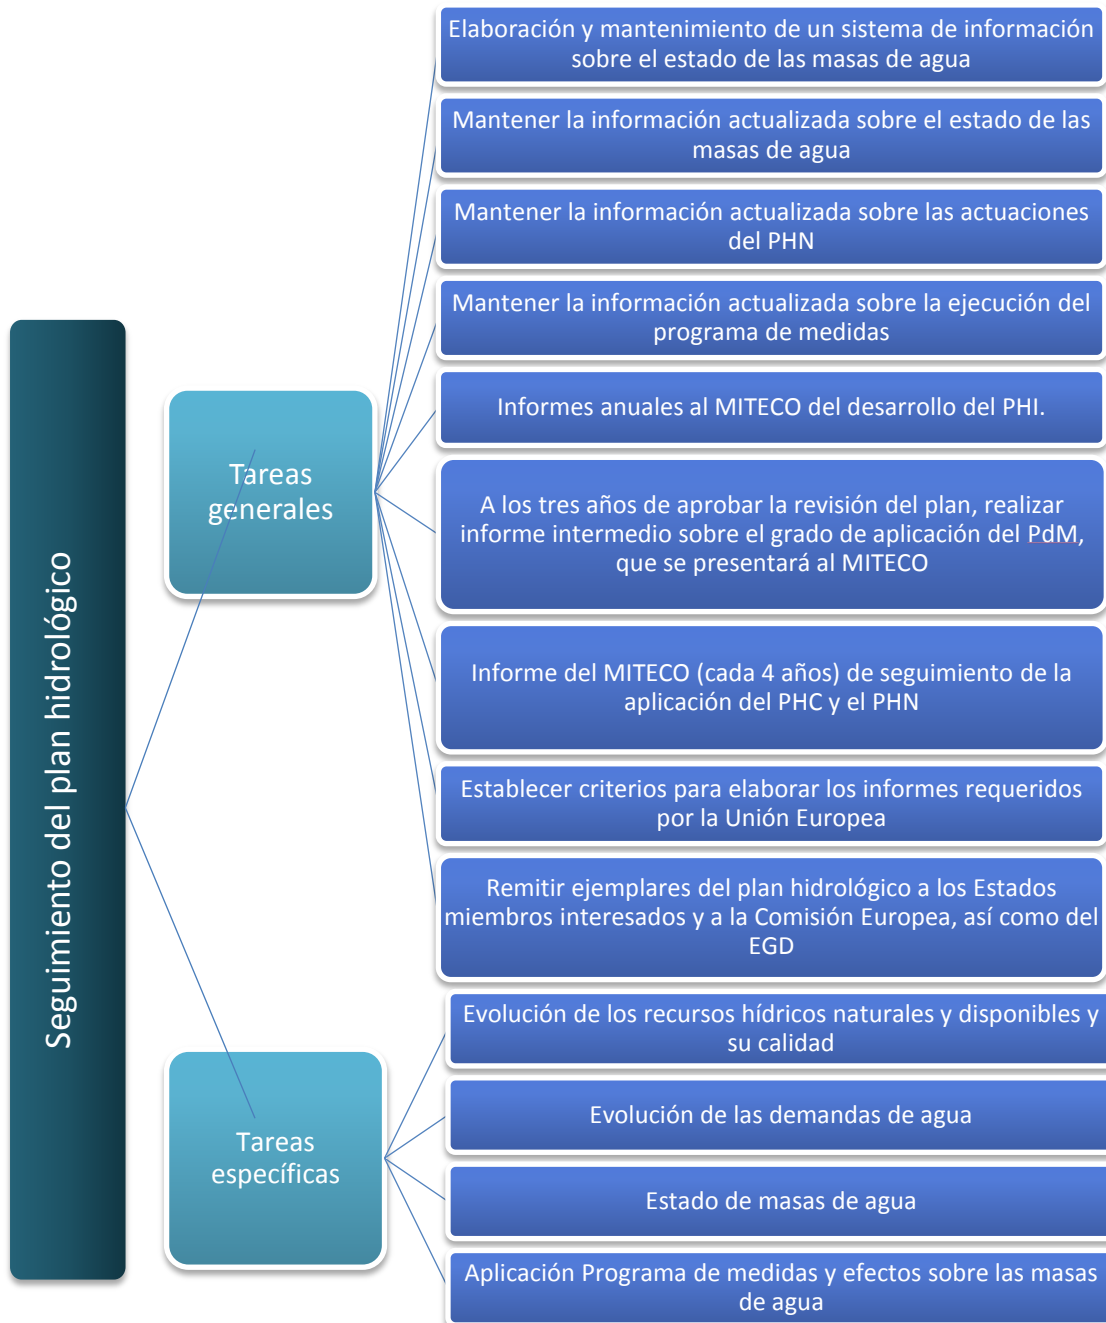 Seguimiento del plan hidrológico
Tareas
generales
Elaboración y mantenimiento de un sistema de información
sobre el estado de las masas de agua
Mantener la información actualizada sobre el estado de las
masas de agua
Mantener la información actualizada sobre las actuaciones
del PHN
Mantener la información actualizada sobre la ejecución del
programa de medidas
Informes anuales al MITECO del desarrollo del PHI.
A los tres años de aprobar la revisión del plan, realizar
informe intermedio sobre el grado de aplicación del PdM,
que se presentará al MITECO
Informe del MITECO (cada 4 años) de seguimiento de la
aplicación del PHC y el PHN
Establecer criterios para elaborar los informes requeridos
por la Unión Europea
Remitir ejemplares del plan hidrológico a los Estados
miembros interesados y a la Comisión Europea, así como del
EGD
Tareas
específicas
Evolución de los recursos hídricos naturales y disponibles y
su calidad
Evolución de las demandas de agua
Estado de masas de agua
Aplicación Programa de medidas y efectos sobre las masas
de agua